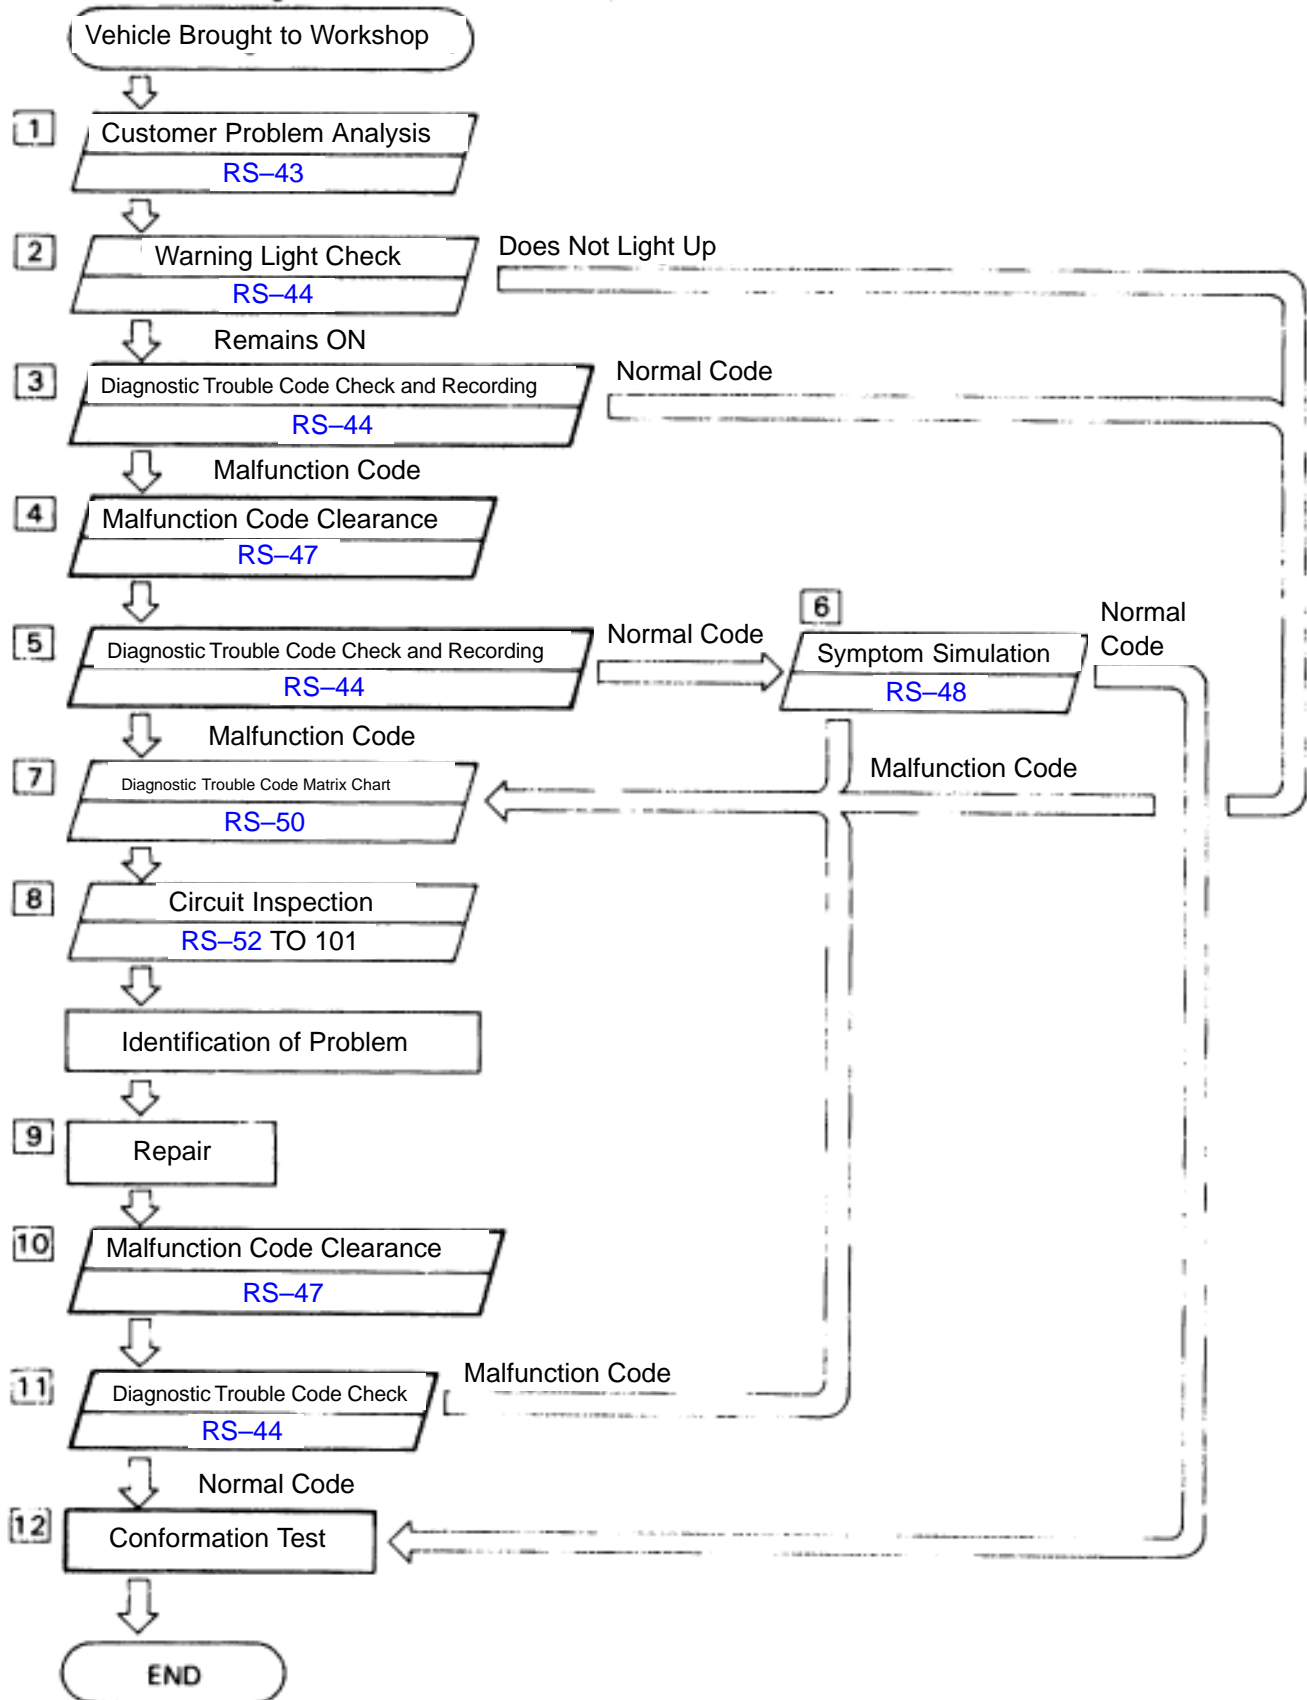 Vehicle Brought to Workshop
1
Customer Problem Analysis
RS–43
2
Warning Light Check
RS–44
Does Not Light Up
Remains ON
3
Diagnostic Trouble Code Check and Recording
RS–44
Normal Code
Malfunction Code
4
Malfunction Code Clearance
RS–47
5
Diagnostic Trouble Code Check and Recording
RS–44
Normal Code
6
Symptom Simulation
RS–48
Normal
Code
Malfunction Code
Malfunction Code
7
Diagnostic Trouble Code Matrix Chart
RS–50
8
Circuit Inspection
RS–52 TO 101
Identification of Problem
9
Repair
10
Malfunction Code Clearance
RS–47
11
Diagnostic Trouble Code Check
RS–44
Malfunction Code
Normal Code
12
Conformation Test
END